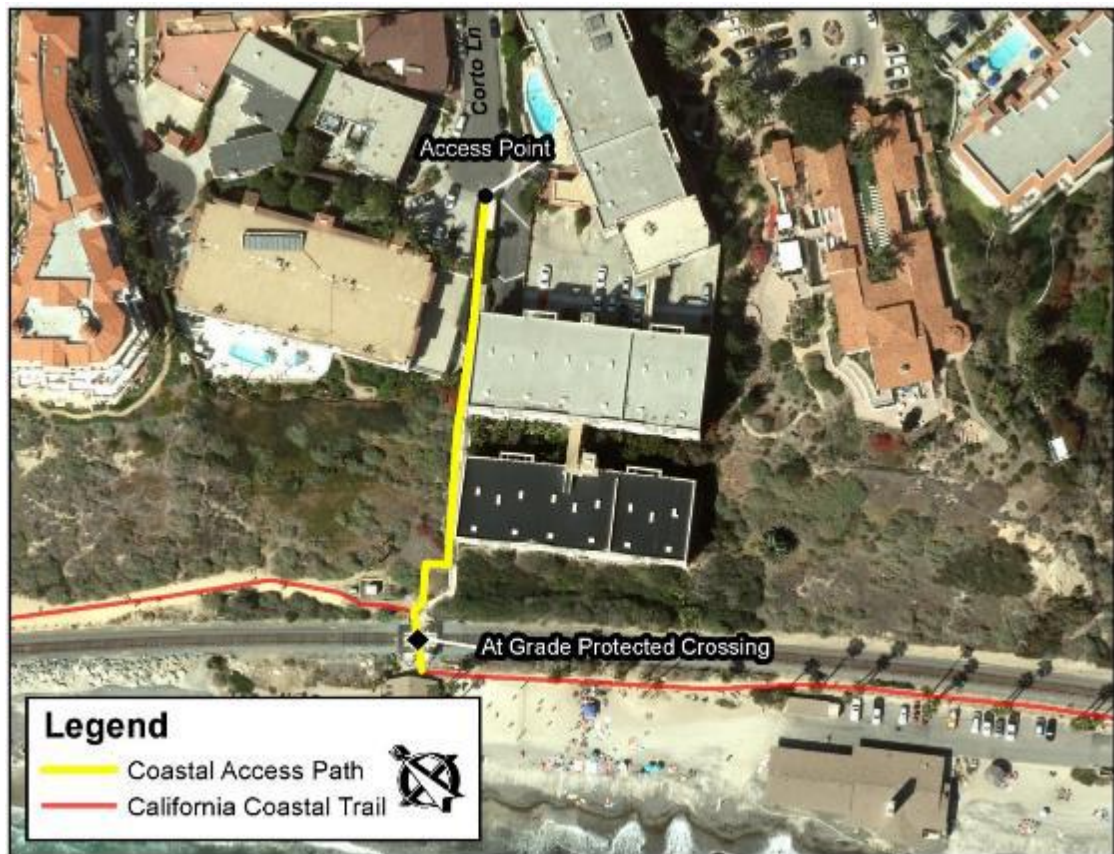 Corto Ln
Access Point
At Grade Protected Crossing
Legend
Coastal Access Path
California Coastal Trail